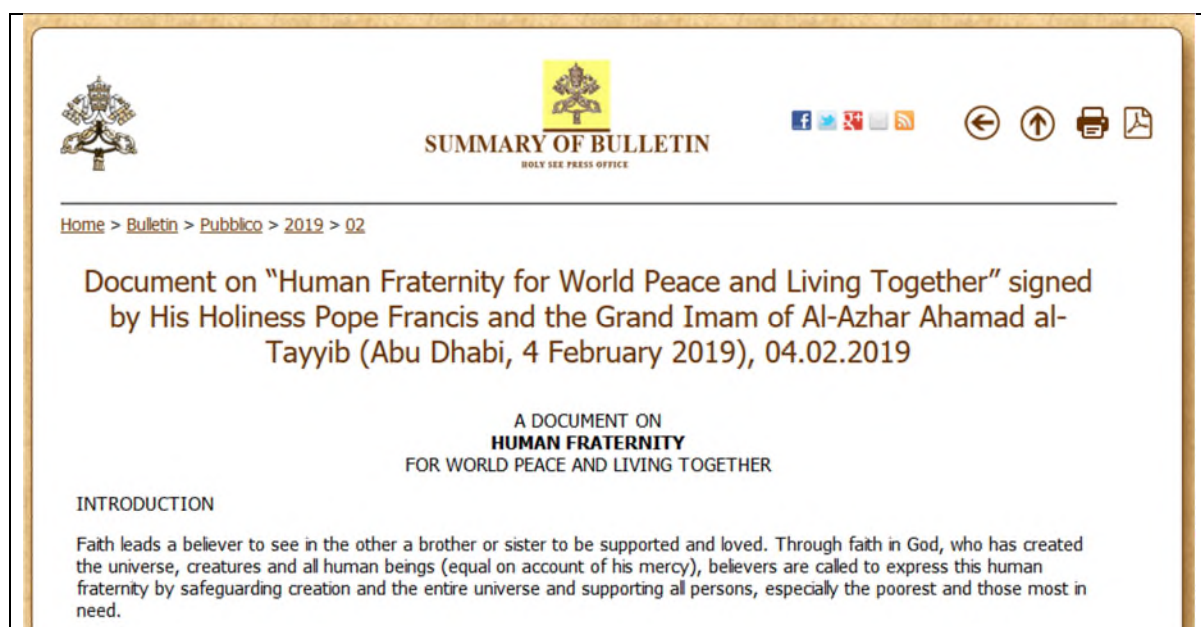 SUMMARY OF BULLETIN
HOLY SEE PRESS OFFICE
Home > Bulletin > Pubblico > 2019 > 02
Document on “Human Fraternity for World Peace and Living Together” signed
by His Holiness Pope Francis and the Grand Imam of Al-Azhar Ahamad al-
Tayyib (Abu Dhabi, 4 February 2019), 04.02.2019
A DOCUMENT ON
HUMAN FRATERNITY
FOR WORLD PEACE AND LIVING TOGETHER
INTRODUCTION
Faith leads a believer to see in the other a brother or sister to be supported and loved. Through faith in God, who has created
the universe, creatures and all human beings (equal on account of his mercy), believers are called to express this human
fraternity by safeguarding creation and the entire universe and supporting all persons, especially the poorest and those most in
need.